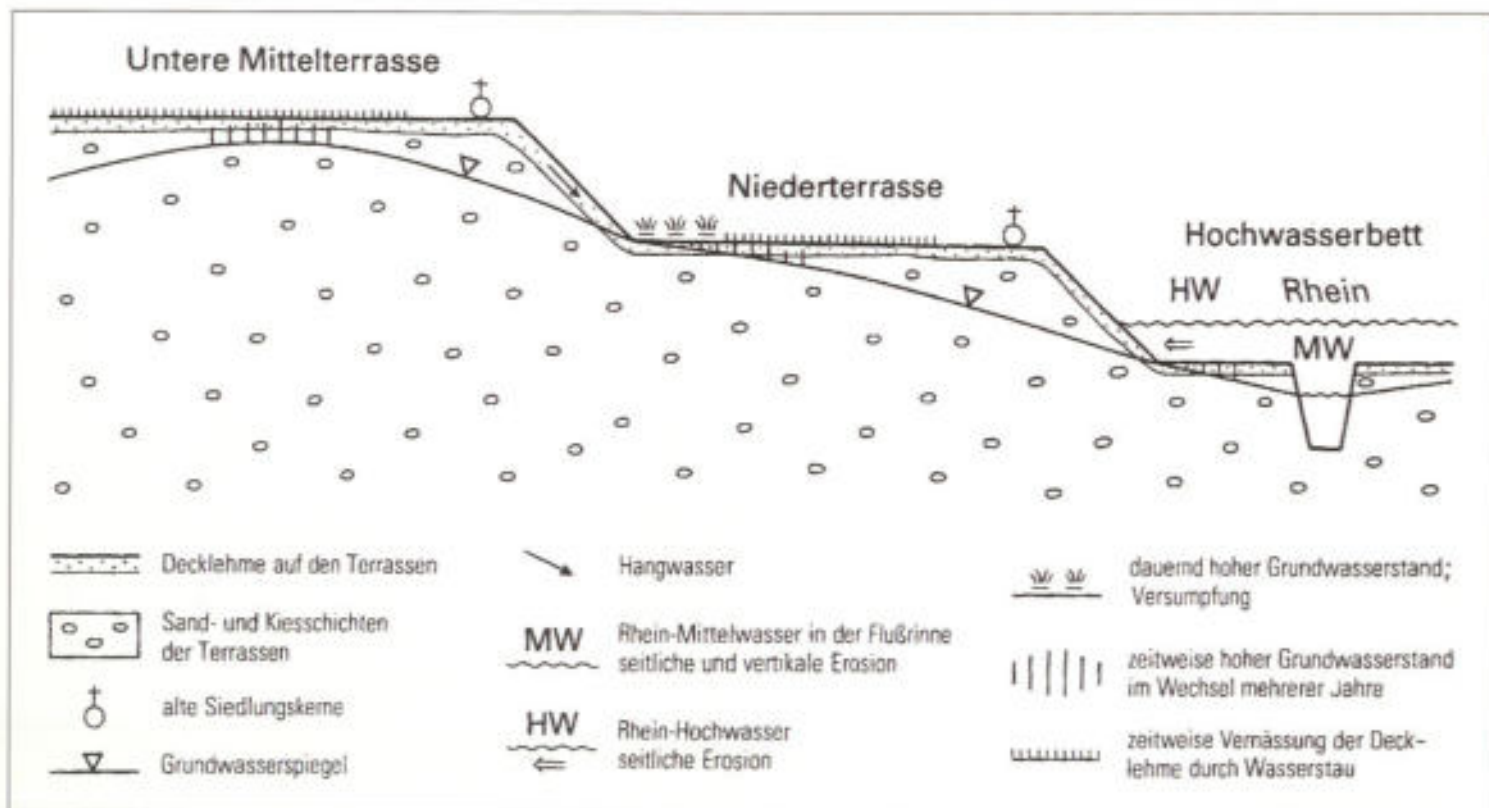 Untere Mittelterrasse
Niederterrasse
Hochwasserbett
HW Rhein
MW
Decklehme auf den Terrassen
Sand- und Kiesschichten
der Terrassen
alte Siedlungskerne
Grundwasserspiegel
Hangwasser
MW
Rhein-Mittelwasser in der Flußrinne
seitliche und vertikale Erosion
HW
Rhein-Hochwasser
seitliche Erosion
dauernd hoher Grundwasserstand;
Versumpfung
zeitweise hoher Grundwasserstand
im Wechsel mehrerer Jahre
zeitweise Vernässung der Deck-
lehme durch Wasserstau